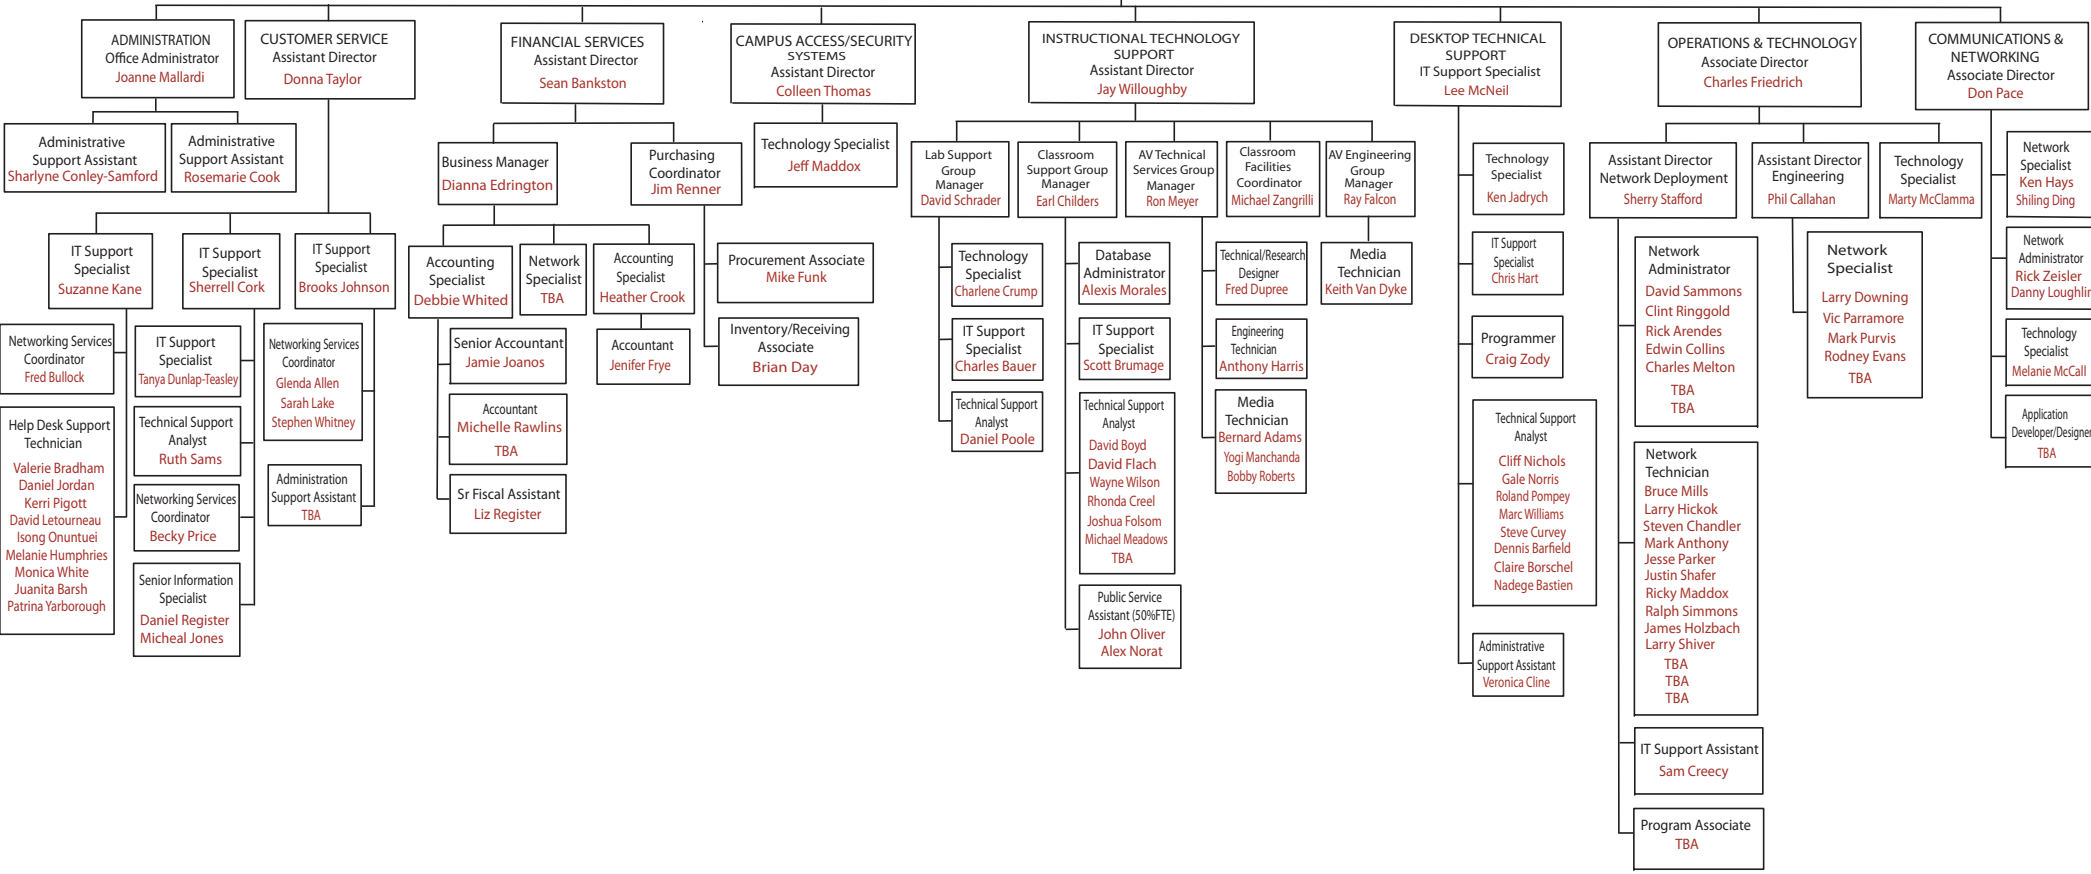 ADMINISTRATION
Office Administrator
Joanne Mallardi
Administrative
Support Assistant
Sharlyne Conley-Samford
Administrative
Support Assistant
Rosemarie Cook
CUSTOMER SERVICE
Assistant Director
Donna Taylor
IT Support
Specialist
Suzanne Kane
Networking Services
Coordinator
Fred Bullock
Help Desk Support
Technician
Valerie Bradham
Daniel Jordan
Kerri Pigott
David Letourneau
Isong Onuntuei
Melanie Humphries
Monica White
Juanita Barsh
Patrina Yarborough
IT Support
Specialist
Sherrell Cork
IT Support
Specialist
Tanya Dunlap-Teasley
Technical Support
Analyst
Ruth Sams
Networking Services
Coordinator
Becky Price
Senior Information
Specialist
Daniel Register
Micheal Jones
IT Support
Specialist
Brooks Johnson
Networking Services
Coordinator
Glenda Allen
Sarah Lake
Stephen Whitney
Administration
Support Assistant
TBA
FINANCIAL SERVICES
Assistant Director
Sean Bankston
Business Manager
Dianna Edrington
Accounting
Specialist
Debbie Whited
Senior Accountant
Jamie Joanos
Accountant
Michelle Rawlins
TBA
Sr Fiscal Assistant
Liz Register
Network
Specialist
TBA
Accounting
Specialist
Heather Crook
Accountant
Jenifer Frye
Purchasing
Coordinator
Jim Renner
Procurement Associate
Mike Funk
Inventory/Receiving
Associate
Brian Day
CAMPUS ACCESS/SECURITY
SYSTEMS
Assistant Director
Colleen Thomas
Technology Specialist
Jeff Maddox
INSTRUCTIONAL TECHNOLOGY
SUPPORT
Assistant Director
Jay Willoughby
Lab Support
Group
Manager
David Schrader
Technology
Specialist
Charlene Crump
IT Support
Specialist
Charles Bauer
Technical Support
Analyst
Daniel Poole
Classroom
Support Group
Manager
Earl Childers
Database
Administrator
Alexis Morales
IT Support
Specialist
Scott Brumage
Technical Support
Analyst
David Boyd
David Flach
Wayne Wilson
Rhonda Creel
Joshua Folsom
Michael Meadows
TBA
Public Service
Assistant (50%FTE)
John Oliver
Alex Norat
AV Technical
Services Group
Manager
Ron Meyer
Technical/Research
Designer
Fred Dupree
Engineering
Technician
Anthony Harris
Media
Technician
Bernard Adams
Yogi Manchanda
Bobby Roberts
Classroom
Facilities
Coordinator
Michael Zangrilli
AV Engineering
Group
Manager
Ray Falcon
Media
Technician
Keith Van Dyke
DESKTOP TECHNICAL
SUPPORT
IT Support Specialist
Lee McNeil
Technology
Specialist
Ken Jadrych
IT Support
Specialist
Chris Hart
Programmer
Craig Zody
Technical Support
Analyst
Cliff Nichols
Gale Norris
Roland Pompey
Marc Williams
Steve Curvey
Dennis Barfield
Claire Borschel
Nadege Bastien
Administrative
Support Assistant
Veronica Cline
OPERATIONS & TECHNOLOGY
Associate Director
Charles Friedrich
Assistant Director
Network Deployment
Sherry Stafford
Network
Administrator
David Sammons
Clint Ringgold
Rick Arendes
Edwin Collins
Charles Melton
TBA
TBA
Network
Technician
Bruce Mills
Larry Hickok
Steven Chandler
Mark Anthony
Jesse Parker
Justin Shafer
Ricky Maddox
Ralph Simmons
James Holzbach
Larry Shiver
TBA
TBA
TBA
IT Support Assistant
Sam Creecy
Program Associate
TBA
Assistant Director
Engineering
Phil Callahan
Network
Specialist
Larry Downing
Vic Parramore
Mark Purvis
Rodney Evans
TBA
Technology
Specialist
Marty McClamma
COMMUNICATIONS &
NETWORKING
Associate Director
Don Pace
Network
Specialist
Ken Hays
Shiling Ding
Network
Administrator
Rick Zeisler
Danny Loughlin
Technology
Specialist
Melanie McCall
Application
Developer/Designer
TBA